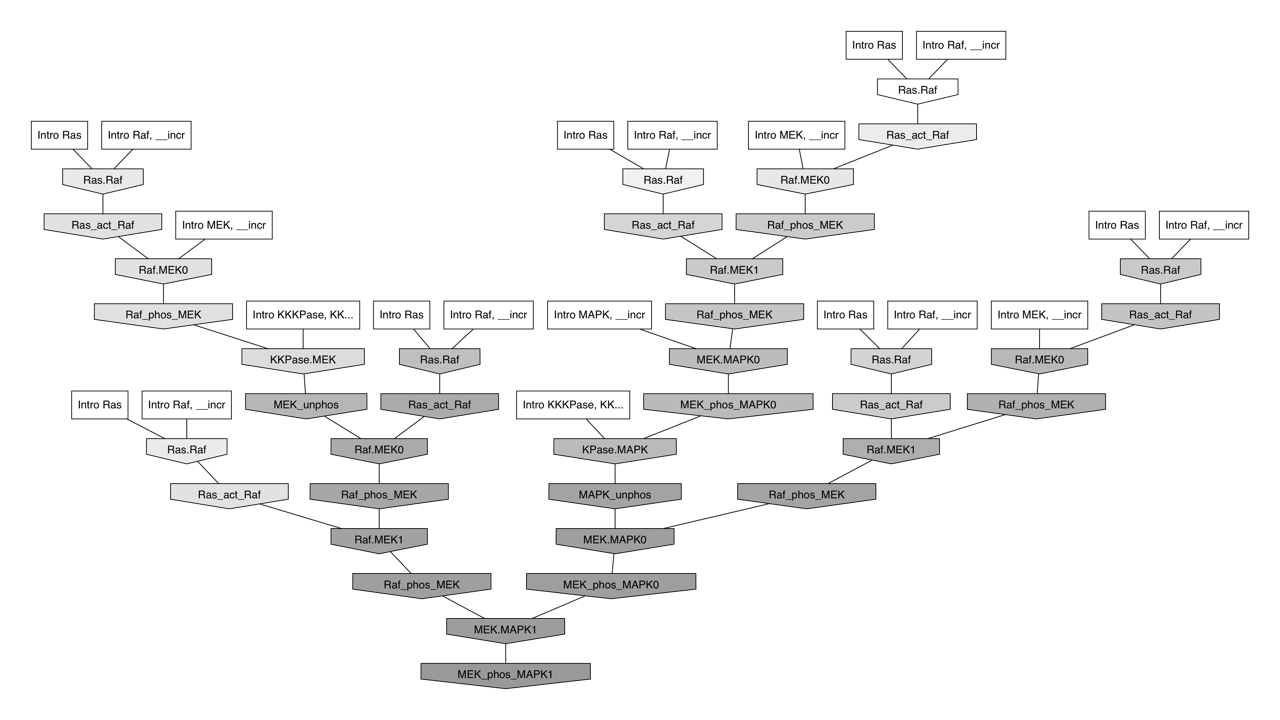 Intro Ras
Intro Raf, __incr
Ras.Raf
Intro Ras
Intro Raf, __incr
Intro Ras
Intro Raf, __incr
Intro MEK, __incr
Ras_act_Raf
Ras.Raf
Ras.Raf
Raf.MEK0
Ras_act_Raf
Intro MEK, __incr
Ras_act_Raf
Raf_phos_MEK
Intro Ras
Intro Raf, __incr
Raf.MEK0
Raf.MEK1
Ras.Raf
Raf_phos_MEK
Intro KKKPase, KK...
Intro Ras
Intro Raf, __incr
Intro MAPK, __incr
Raf_phos_MEK
Intro Ras
Intro Raf, __incr
Intro MEK, __incr
Ras_act_Raf
KKPase.MEK
Ras.Raf
MEK.MAPK0
Ras.Raf
Raf.MEK0
Intro Ras
Intro Raf, __incr
MEK_unphos
Ras_act_Raf
Intro KKKPase, KK...
MEK_phos_MAPK0
Ras_act_Raf
Raf_phos_MEK
Ras.Raf
Raf.MEK0
KPase.MAPK
Raf.MEK1
Ras_act_Raf
Raf_phos_MEK
MAPK_unphos
Raf_phos_MEK
Raf.MEK1
MEK.MAPK0
Raf_phos_MEK
MEK_phos_MAPK0
MEK.MAPK1
MEK_phos_MAPK1